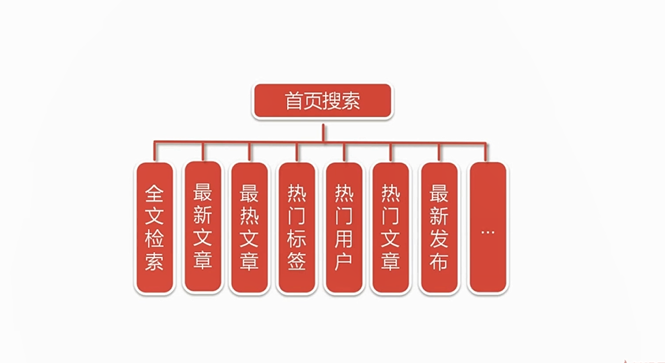 首页搜索
全文检索
最新文章
最热文章
热门标签
热门用户
热门文章
最新发布
...